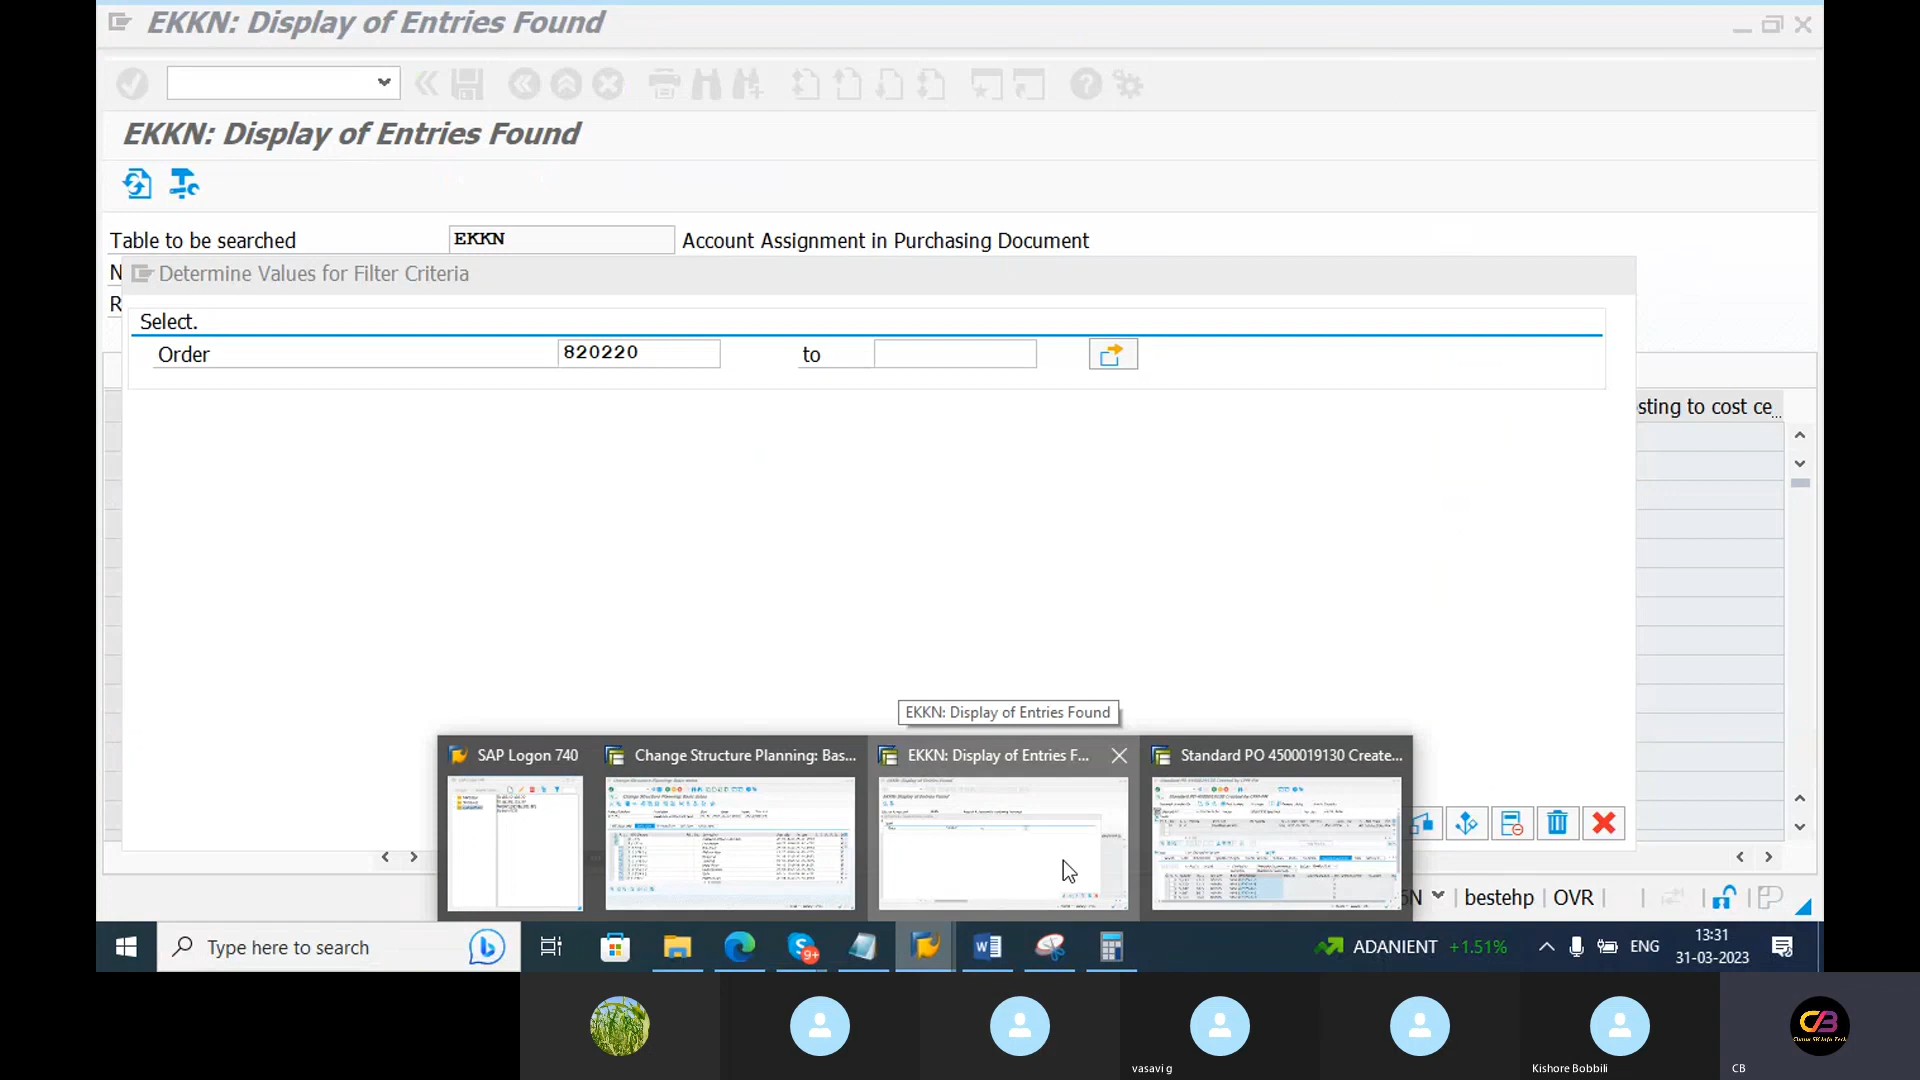 EKKN: Display of Entries Found
EKKN: Display of Entries Found
Table to be searched EKKN Account Assignment in Purchasing Document
N
Determine Values for Filter Criteria
R
Select.
Order 820220 to
sting to cost ce...
EKKN: Display of Entries Found
SAP Logon 740
Change Structure Planning: Bas...
EKKN: Display of Entries F...
Standard PO 4500019130 Create...
bestehp OVR
Type here to search
9+
ADANIENT +1.51%
ENG
13:31
31-03-2023
vasavi g
Kishore Bobbili
CB